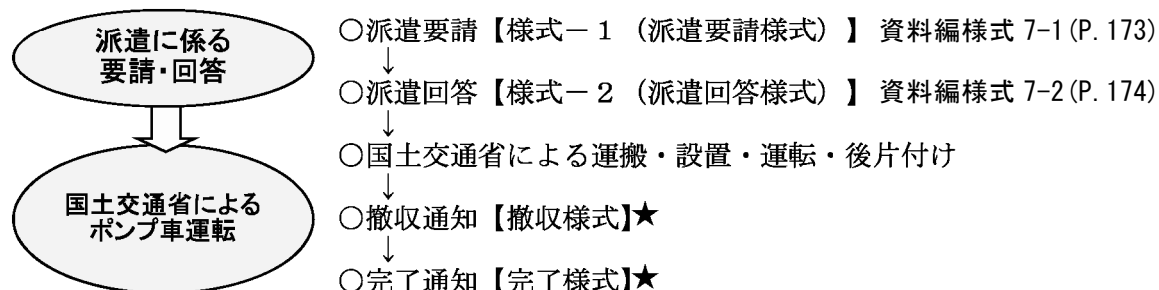 派遣に係る
要請・回答
○派遣要請【様式－１（派遣要請様式）】 資料編様式 7-1(P.173)
↓
○派遣回答【様式－２（派遣回答様式）】 資料編様式 7-2(P.174)
↓
○国土交通省による運搬・設置・運転・後片付け
↓
国土交通省による
ポンプ車運転
○撤収通知【撤収様式】★
↓
○完了通知【完了様式】★